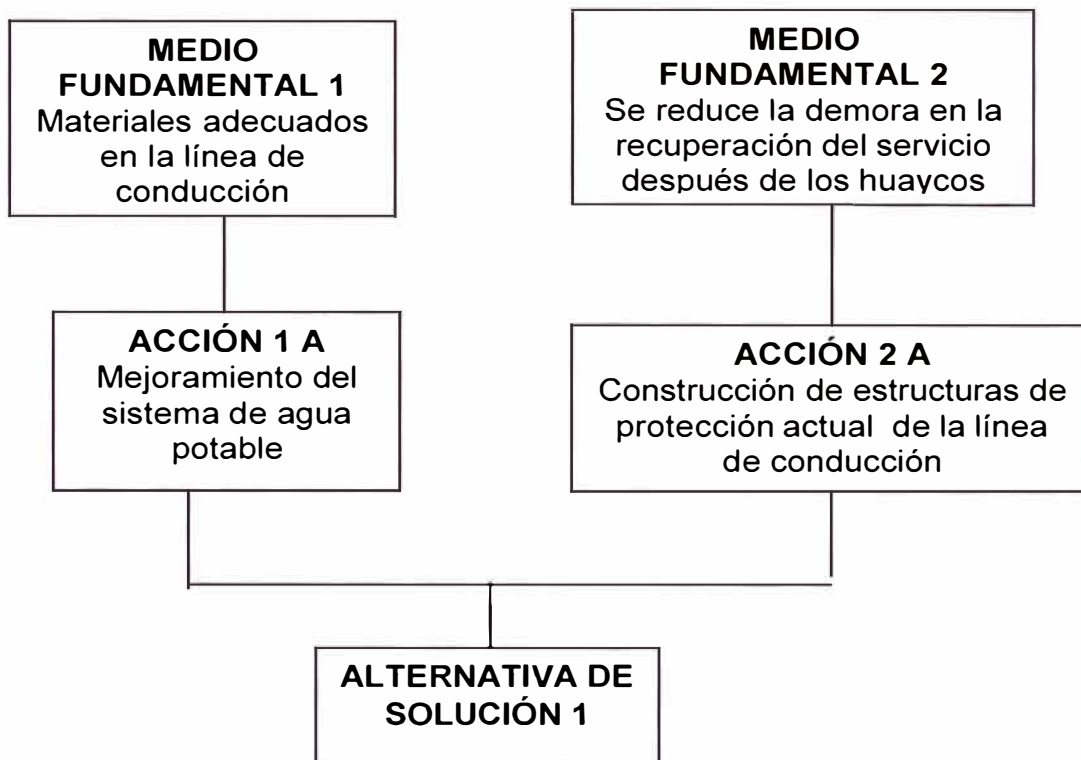 MEDIO
FUNDAMENTAL 1
Materiales adecuados
en la línea de
conducción
MEDIO
FUNDAMENTAL 2
Se reduce la demora en la
recuperación del servicio
después de los huaycos
ACCIÓN 1 A
Mejoramiento del
sistema de agua
potable
ACCIÓN 2 A
Construcción de estructuras de
protección actual de la línea
de conducción
ALTERNATIVA DE
SOLUCIÓN 1